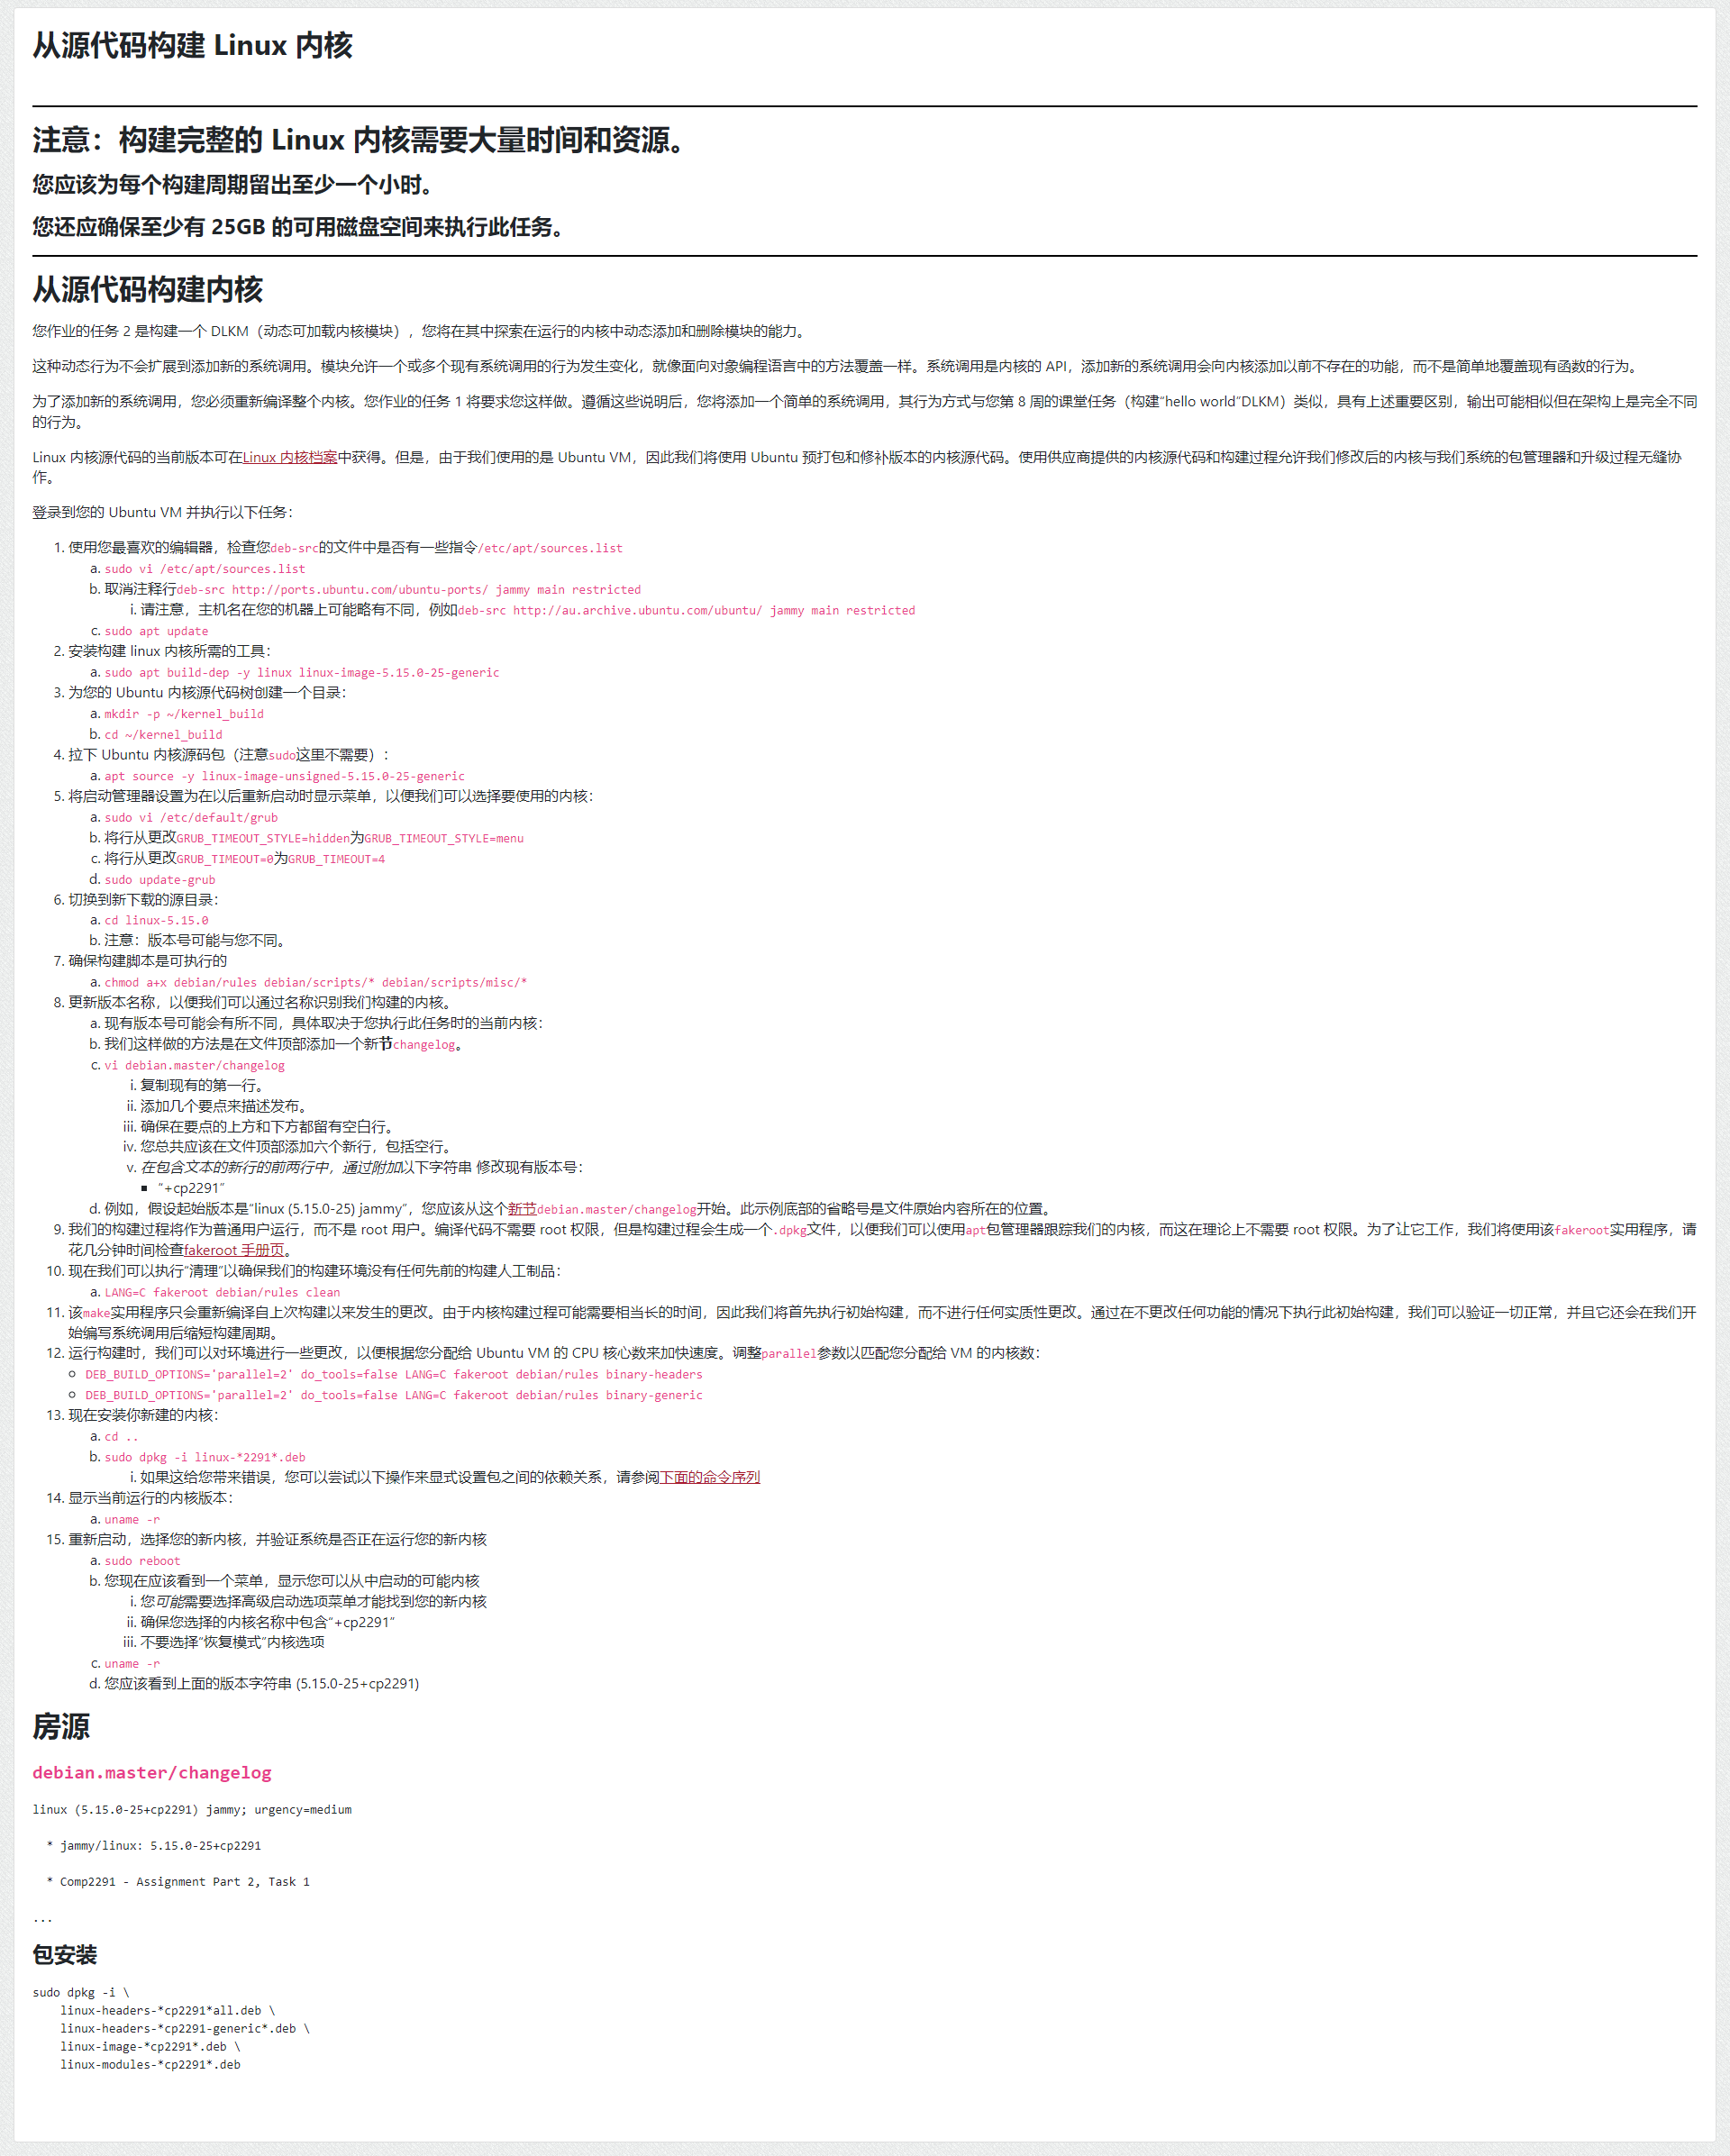 从源代码构建 Linux 内核
注意：构建完整的 Linux 内核需要大量时间和资源。
您应该为每个构建周期留出至少一个小时。
您还应确保至少有 25GB 的可用磁盘空间来执行此任务。
从源代码构建内核
您作业的任务 2 是构建一个 DLKM（动态可加载内核模块），您将在其中探索在运行的内核中动态添加和删除模块的能力。
这种动态行为不会扩展到添加新的系统调用。模块允许一个或多个现有系统调用的行为发生变化，就像面向对象编程语言中的方法覆盖一样。系统调用是内核的 API，添加新的系统调用会向内核添加以前不存在的功能，而不是简单地覆盖现有函数的行为。
为了添加新的系统调用，您必须重新编译整个内核。您作业的任务 1 将要求您这样做。遵循这些说明后，您将添加一个简单的系统调用，其行为方式与您第 8 周的课堂任务（构建“hello world”DLKM）类似，具有上述重要区别，输出可能相似但在架构上是完全不同
的行为。
Linux 内核源代码的当前版本可在Linux 内核档案中获得。但是，由于我们使用的是 Ubuntu VM，因此我们将使用 Ubuntu 预打包和修补版本的内核源代码。使用供应商提供的内核源代码和构建过程允许我们修改后的内核与我们系统的包管理器和升级过程无缝协
作。
登录到您的 Ubuntu VM 并执行以下任务：
1. 使用您最喜欢的编辑器，检查您deb-src的文件中是否有一些指令/etc/apt/sources.list
a. sudo vi /etc/apt/sources.list
b. 取消注释行deb-src http://ports.ubuntu.com/ubuntu-ports/ jammy main restricted
i. 请注意，主机名在您的机器上可能略有不同，例如deb-src http://au.archive.ubuntu.com/ubuntu/ jammy main restricted
c. sudo apt update
2. 安装构建 linux 内核所需的工具：
a. sudo apt build-dep -y linux linux-image-5.15.0-25-generic
3. 为您的 Ubuntu 内核源代码树创建一个目录：
a. mkdir -p ~/kernel_build
b. cd ~/kernel_build
4. 拉下 Ubuntu 内核源码包（注意sudo这里不需要）：
a. apt source -y linux-image-unsigned-5.15.0-25-generic
5. 将启动管理器设置为在以后重新启动时显示菜单，以便我们可以选择要使用的内核：
a. sudo vi /etc/default/grub
b. 将行从更改GRUB_TIMEOUT_STYLE=hidden为GRUB_TIMEOUT_STYLE=menu
c. 将行从更改GRUB_TIMEOUT=0为GRUB_TIMEOUT=4
d. sudo update-grub
6. 切换到新下载的源目录：
a. cd linux-5.15.0
b. 注意：版本号可能与您不同。
7. 确保构建脚本是可执行的
a. chmod a+x debian/rules debian/scripts/* debian/scripts/misc/*
8. 更新版本名称，以便我们可以通过名称识别我们构建的内核。
a. 现有版本号可能会有所不同，具体取决于您执行此任务时的当前内核：
b. 我们这样做的方法是在文件顶部添加一个新节changelog。
c. vi debian.master/changelog
i. 复制现有的第一行。
ii. 添加几个要点来描述发布。
iii. 确保在要点的上方和下方都留有空白行。
iv. 您总共应该在文件顶部添加六个新行，包括空行。
v. 在包含文本的新行的前两行中，通过附加以下字符串 修改现有版本号：
▪ “+cp2291”
d. 例如，假设起始版本是“linux (5.15.0-25) jammy”，您应该从这个新节debian.master/changelog开始。此示例底部的省略号是文件原始内容所在的位置。
9. 我们的构建过程将作为普通用户运行，而不是 root 用户。编译代码不需要 root 权限，但是构建过程会生成一个.dpkg文件，以便我们可以使用apt包管理器跟踪我们的内核，而这在理论上不需要 root 权限。为了让它工作，我们将使用该fakeroot实用程序，请
花几分钟时间检查fakeroot 手册页。
10. 现在我们可以执行“清理”以确保我们的构建环境没有任何先前的构建人工制品：
a. LANG=C fakeroot debian/rules clean
11. 该make实用程序只会重新编译自上次构建以来发生的更改。由于内核构建过程可能需要相当长的时间，因此我们将首先执行初始构建，而不进行任何实质性更改。通过在不更改任何功能的情况下执行此初始构建，我们可以验证一切正常，并且它还会在我们开
始编写系统调用后缩短构建周期。
12. 运行构建时，我们可以对环境进行一些更改，以便根据您分配给 Ubuntu VM 的 CPU 核心数来加快速度。调整parallel参数以匹配您分配给 VM 的内核数：
○ DEB_BUILD_OPTIONS='parallel=2' do_tools=false LANG=C fakeroot debian/rules binary-headers
○ DEB_BUILD_OPTIONS='parallel=2' do_tools=false LANG=C fakeroot debian/rules binary-generic
13. 现在安装你新建的内核：
a. cd ..
b. sudo dpkg -i linux-*2291*.deb
i. 如果这给您带来错误，您可以尝试以下操作来显式设置包之间的依赖关系，请参阅下面的命令序列
14. 显示当前运行的内核版本：
a. uname -r
15. 重新启动，选择您的新内核，并验证系统是否正在运行您的新内核
a. sudo reboot
b. 您现在应该看到一个菜单，显示您可以从中启动的可能内核
i. 您可能需要选择高级启动选项菜单才能找到您的新内核
ii. 确保您选择的内核名称中包含“+cp2291”
iii. 不要选择“恢复模式”内核选项
c. uname -r
d. 您应该看到上面的版本字符串 (5.15.0-25+cp2291)
房源
debian.master/changelog
linux (5.15.0-25+cp2291) jammy; urgency=medium
* jammy/linux: 5.15.0-25+cp2291
* Comp2291 - Assignment Part 2, Task 1
...
包安装
sudo dpkg -i \
linux-headers-*cp2291*all.deb \
linux-headers-*cp2291-generic*.deb \
linux-image-*cp2291*.deb \
linux-modules-*cp2291*.deb